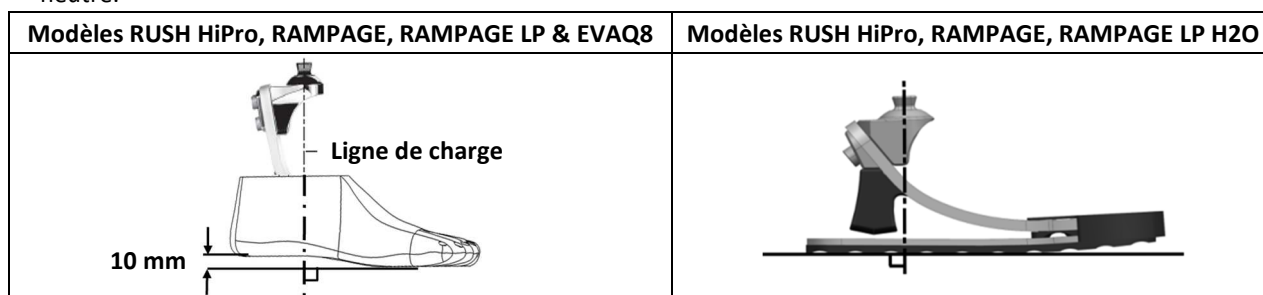 neutre.
Modèles RUSH HiPro, RAMPAGE, RAMPAGE LP & EVAQ8
Modèles RUSH HiPro, RAMPAGE, RAMPAGE LP H2O
Ligne de charge
10 mm